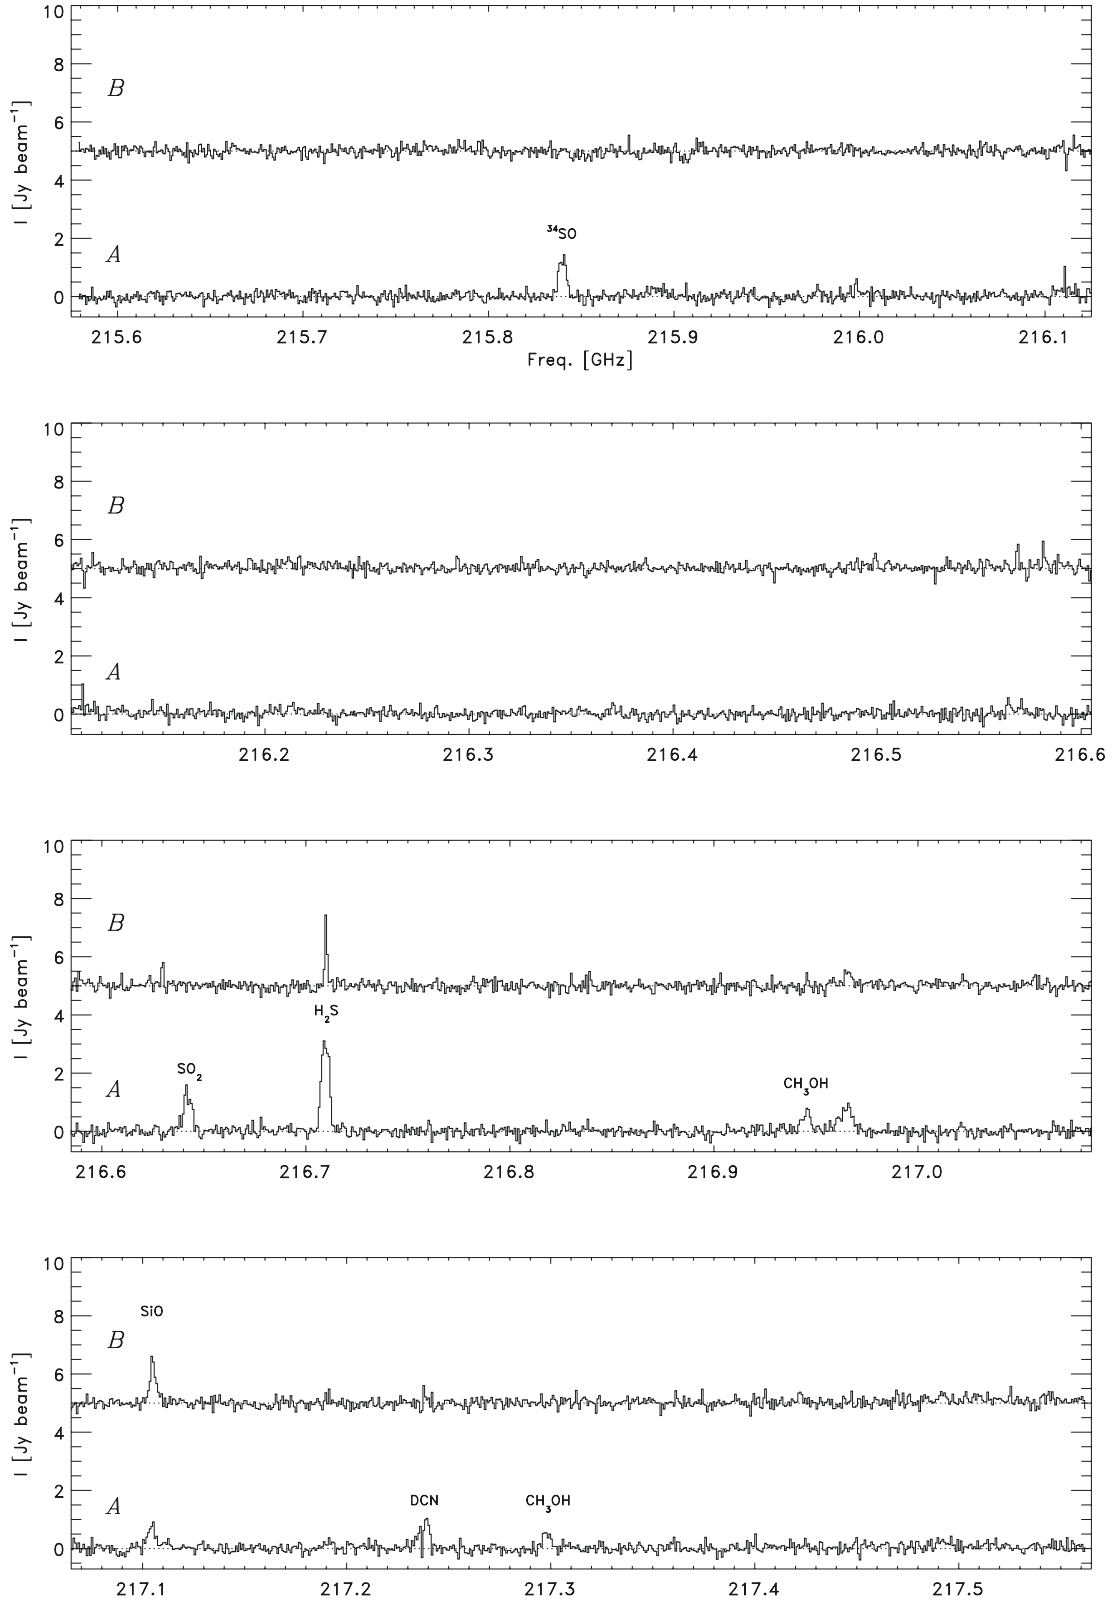 10
8
B
6
I [Jy beam⁻¹]
4
³⁴SO
2
A
0
215.6 215.7 215.8 215.9 216.0 216.1
Freq. [GHz]
10
8
B
6
I [Jy beam⁻¹]
4
2
A
0
216.2 216.3 216.4 216.5 216.6
10
8
B
6
I [Jy beam⁻¹]
H₂S
4
SO₂
2
CH₃OH
A
0
216.6 216.7 216.8 216.9 217.0
10
SiO
8
B
6
I [Jy beam⁻¹]
4
2
DCN CH₃OH
A
0
217.1 217.2 217.3 217.4 217.5